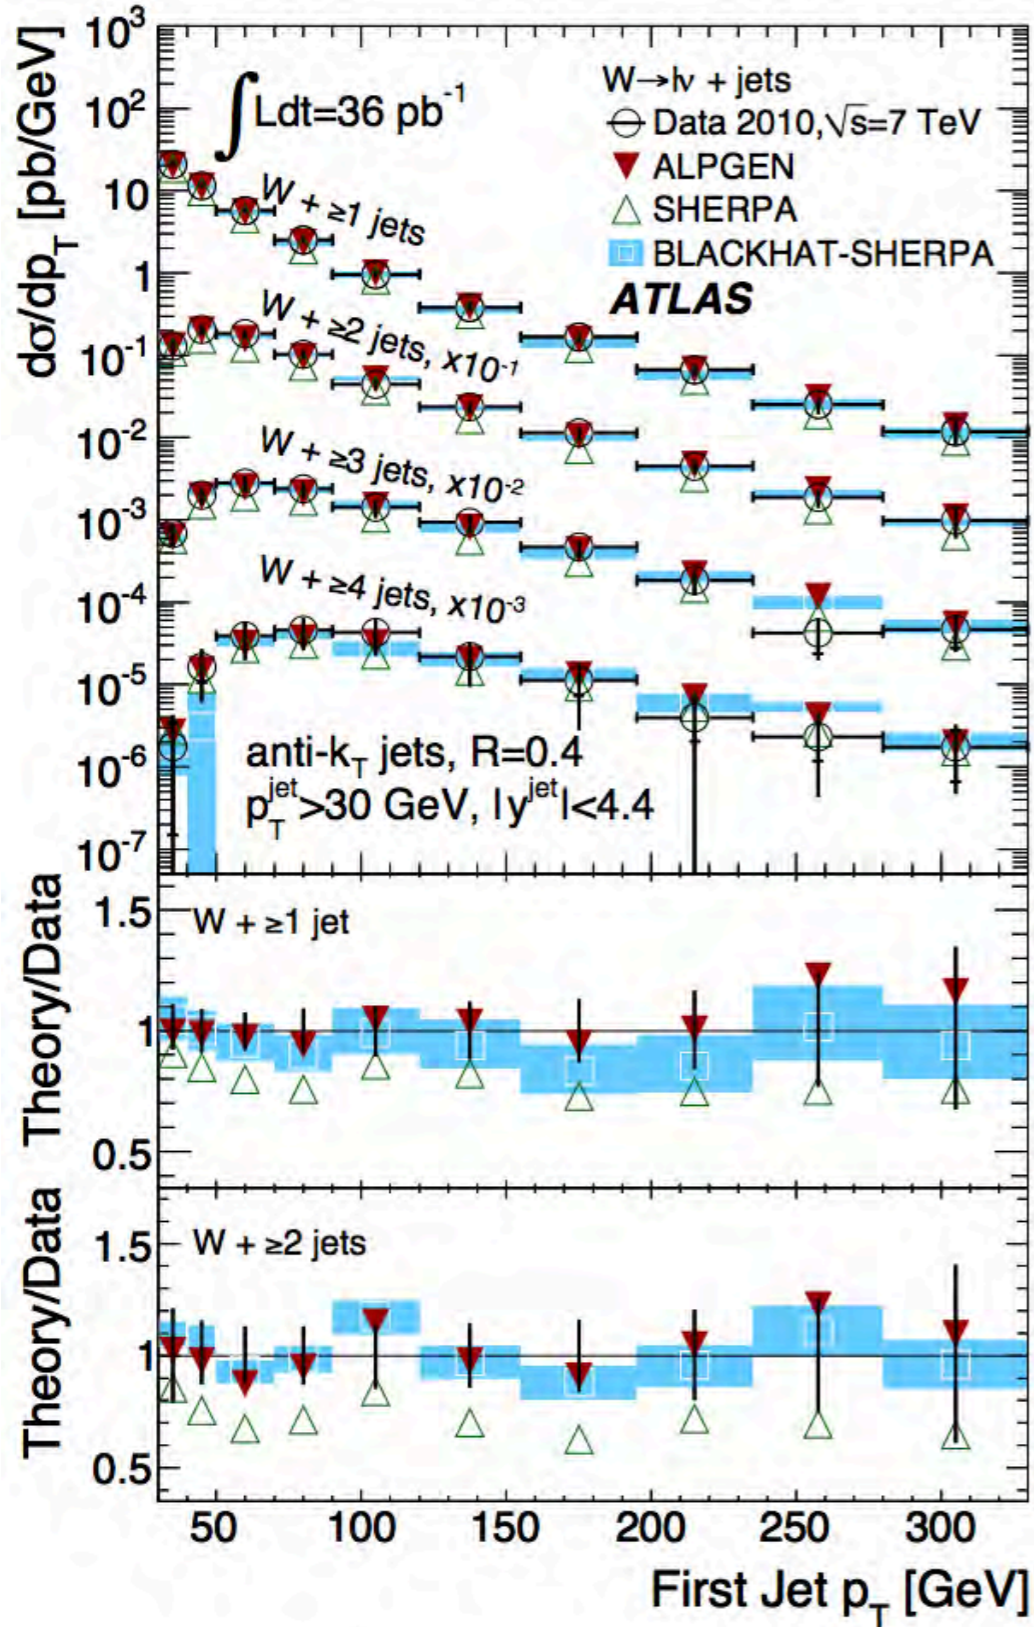 dσ/dp_T [pb/GeV]
10³
10²
10
1
10⁻¹
10⁻²
10⁻³
10⁻⁴
10⁻⁵
10⁻⁶
10⁻⁷
∫Ldt=36 pb⁻¹
W→lν + jets
Data 2010,√s=7 TeV
ALPGEN
SHERPA
BLACKHAT-SHERPA
ATLAS
W + ≥1 jets
W + ≥2 jets, x10⁻¹
W + ≥3 jets, x10⁻²
W + ≥4 jets, x10⁻³
anti-k_T jets, R=0.4
p_T^jet>30 GeV, |y^jet|<4.4
Theory/Data
1.5
1
0.5
W + ≥1 jet
Theory/Data
1.5
1
0.5
W + ≥2 jets
50 100 150 200 250 300
First Jet p_T [GeV]